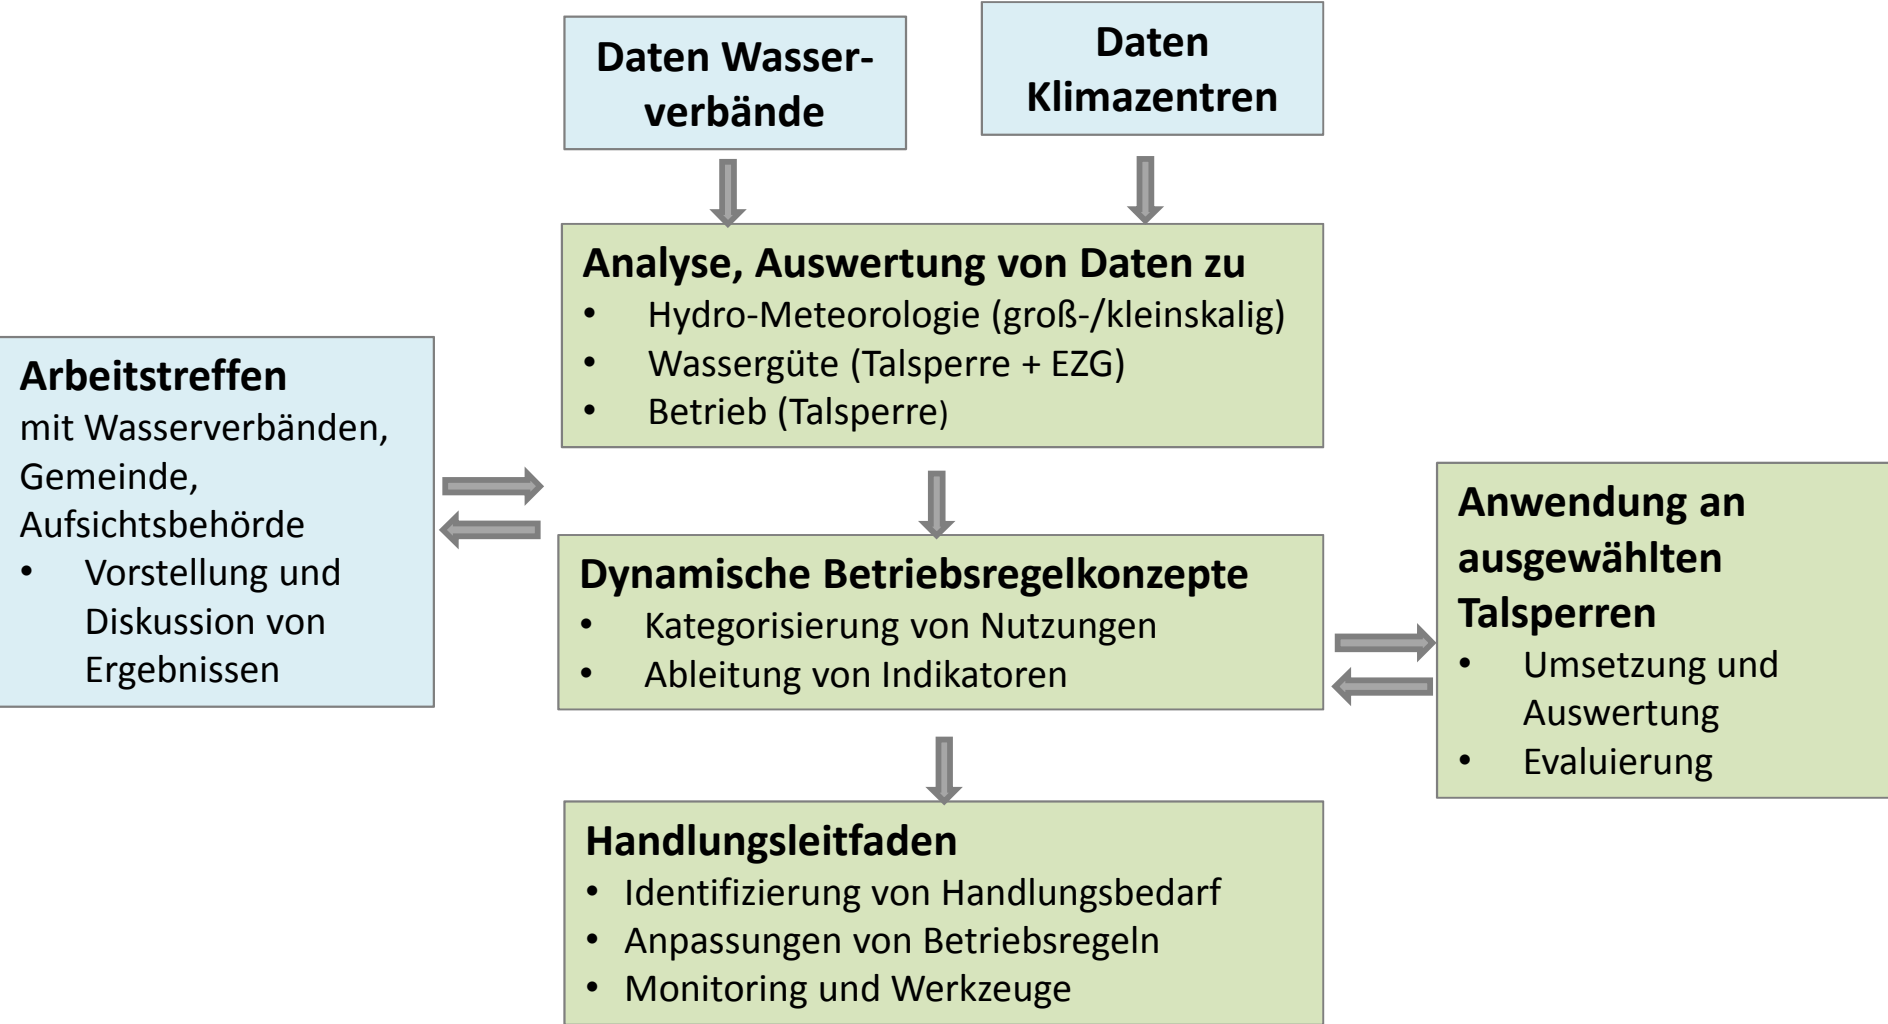 Daten Wasser-
verbände
Daten
Klimazentren
Analyse, Auswertung von Daten zu
• Hydro-Meteorologie (groß-/kleinskalig)
• Wassergüte (Talsperre + EZG)
• Betrieb (Talsperre)
Arbeitstreffen
mit Wasserverbänden,
Gemeinde,
Aufsichtsbehörde
• Vorstellung und
Diskussion von
Ergebnissen
Dynamische Betriebsregelkonzepte
• Kategorisierung von Nutzungen
• Ableitung von Indikatoren
Anwendung an
ausgewählten
Talsperren
• Umsetzung und
Auswertung
• Evaluierung
Handlungsleitfaden
• Identifizierung von Handlungsbedarf
• Anpassungen von Betriebsregeln
• Monitoring und Werkzeuge